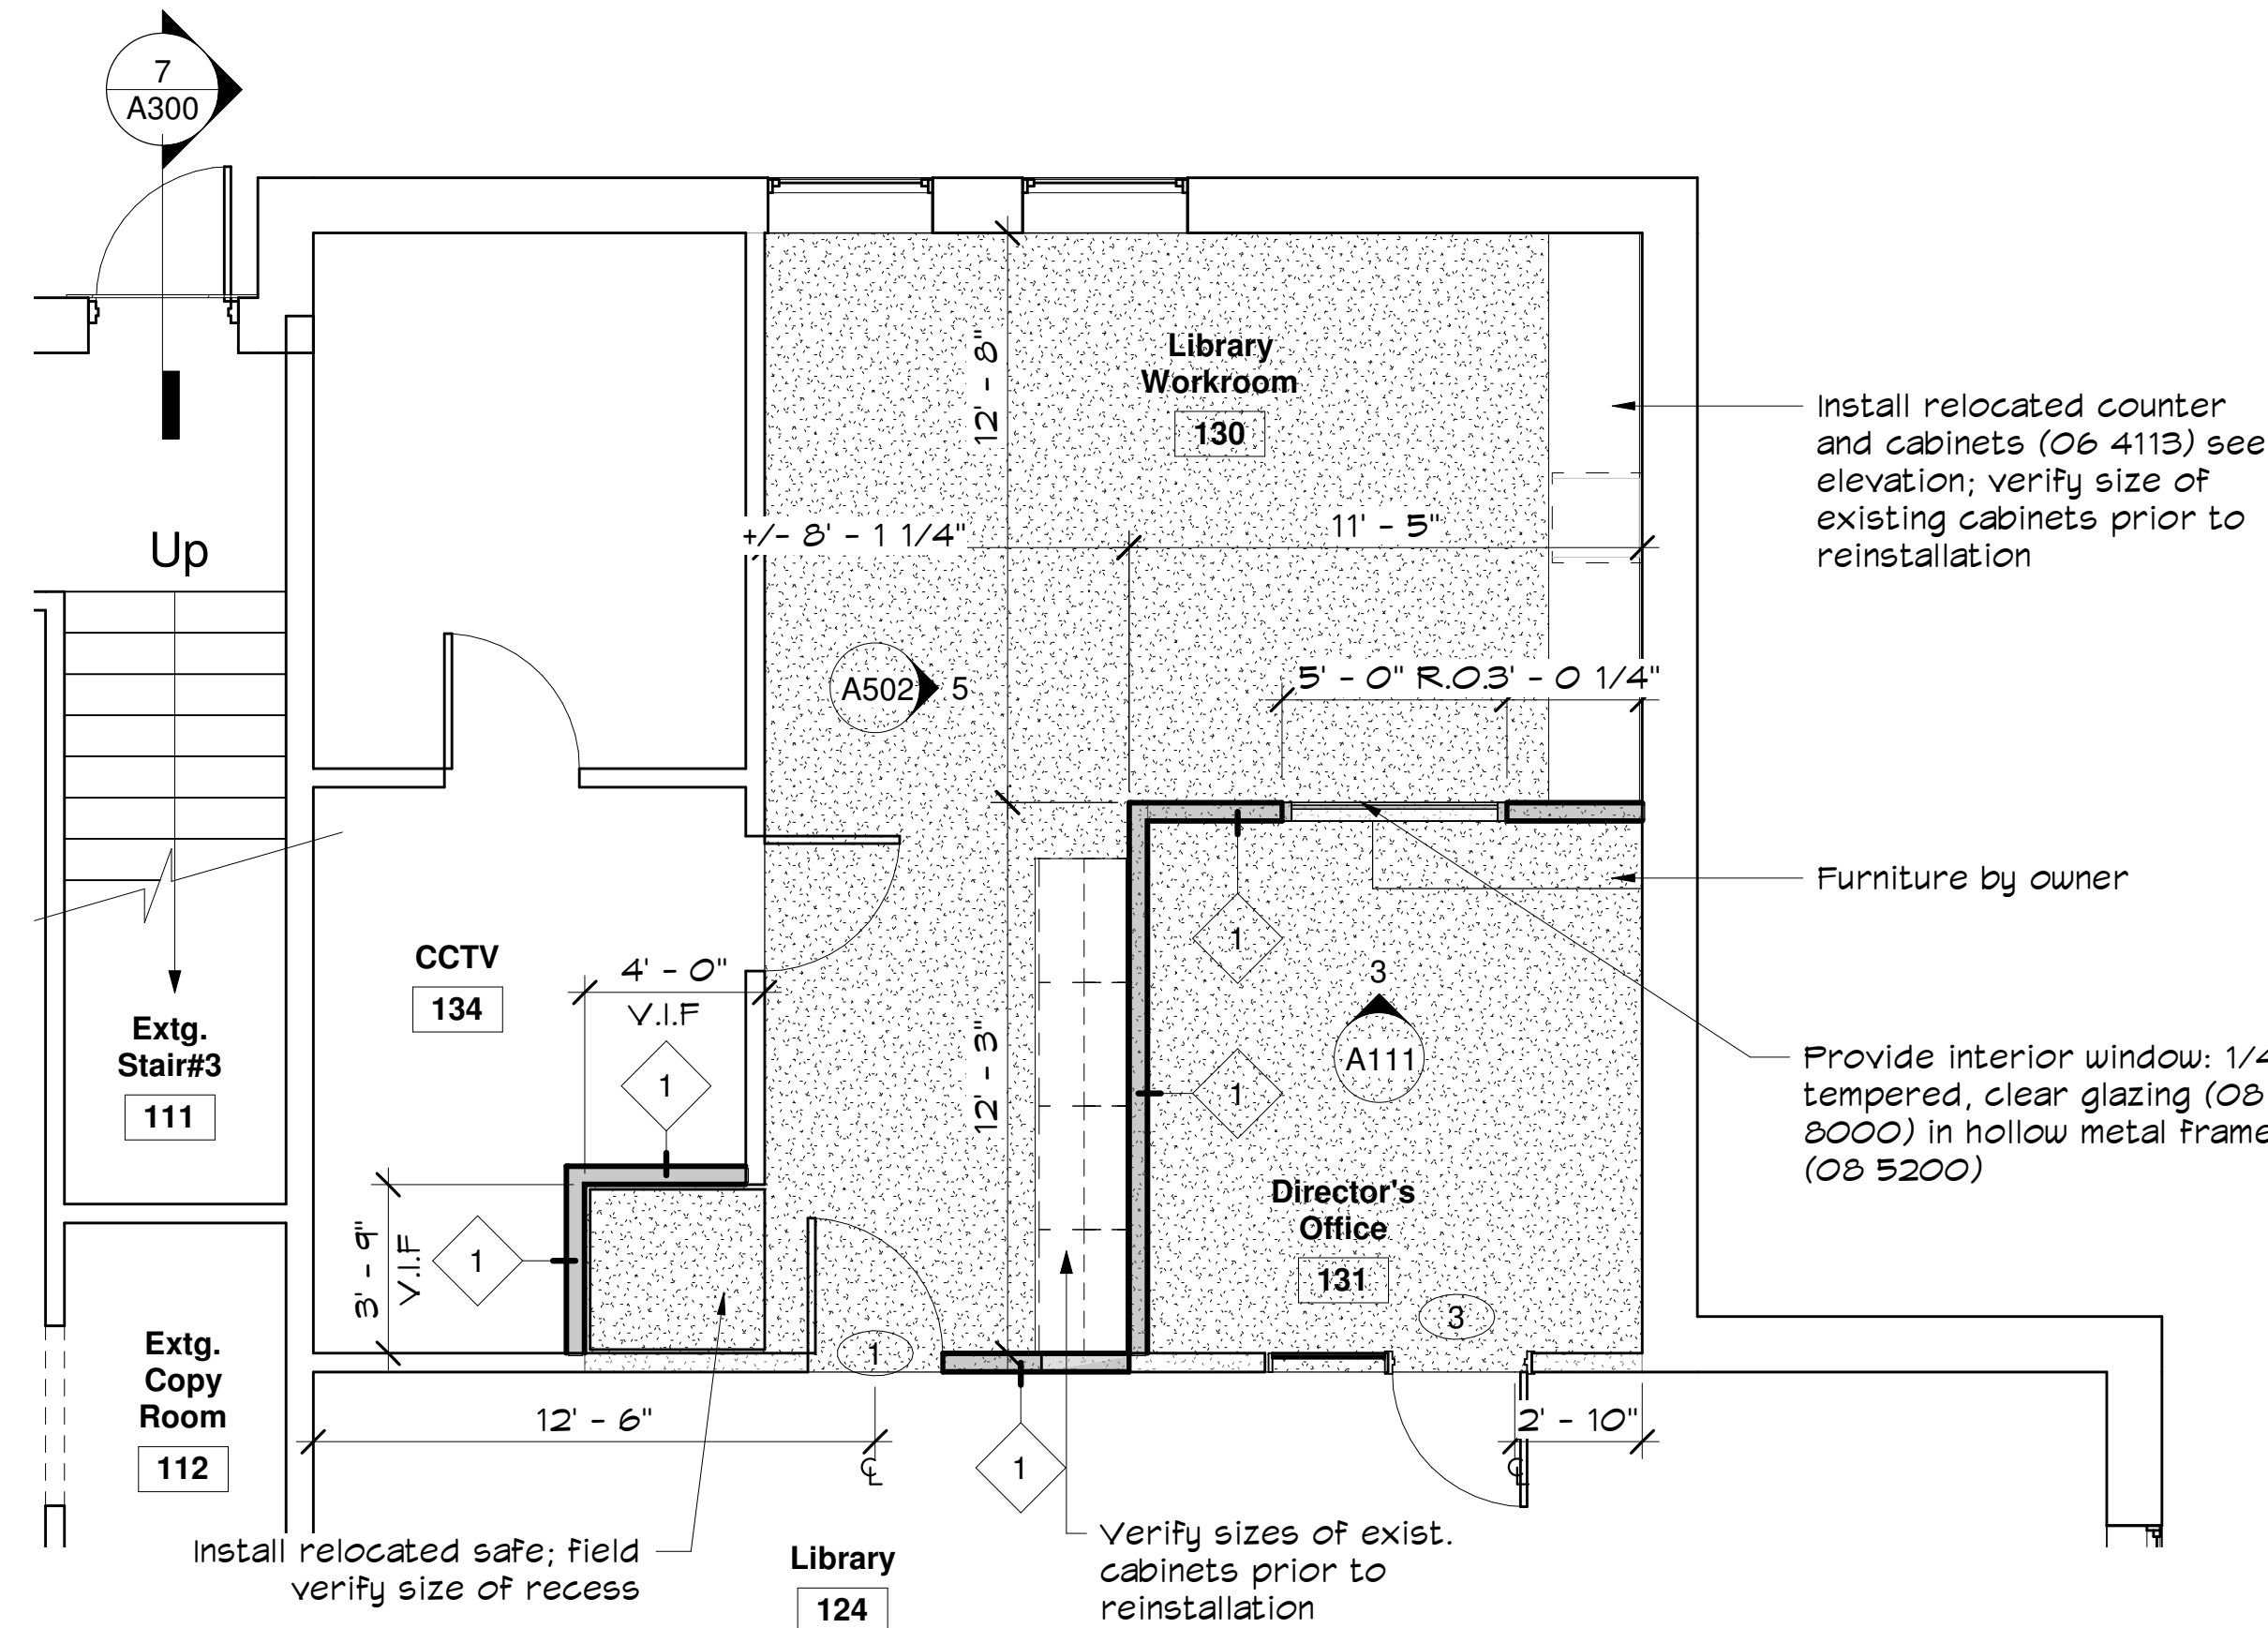 7
A300
Library
Workroom
130
12' - 8"
Install relocated counter
and cabinets (06 4113) see
elevation; verify size of
existing cabinets prior to
reinstallation
+/- 8' - 1 1/4"
11' - 5"
Up
5' - 0" R.O.
3' - 0 1/4"
A502
5
Furniture by owner
1
CCTV
134
4' - 0"
V.I.F
3
A111
Extg.
Stair#3
111
1
1
12' - 3"
Provide interior window: 1/4
tempered, clear glazing (08
8000) in hollow metal frame
(08 5200)
Director's
Office
131
3' - 9"
V.I.F
1
3
1
Extg.
Copy
Room
112
12' - 6"
2' - 10"
℄
℄
1
Install relocated safe; field
verify size of recess
Library
124
Verify sizes of exist.
cabinets prior to
reinstallation